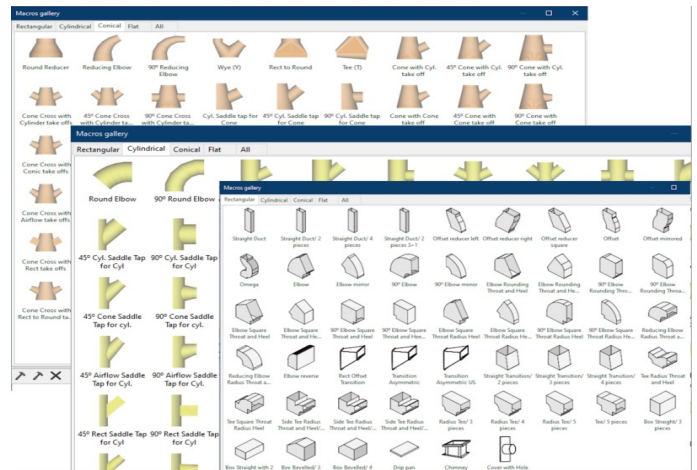 Macros gallery
Rectangular Cylindrical Conical Flat All
Round Reducer Reducing Elbow 90º Reducing Wye (Y) Rect to Round Tee (T) Cone with Cyl. 45º Cone with Cyl. 90º Cone with Cyl.
Elbow take off take off take off
Cone Cross Cone Cross 45º Cone Cross 90º Cyl. Saddle tap for 45º Cyl. Saddle tap 90º Cyl. Saddle tap Cone with Cone 45º Cone with 90º Cone with
Cylinder take offs with Cylinder ta... with Cylinder ta... Cone for Cone for Cone take off Cone take off Cone take off
Cone Cross with
Conic take offs
Cone Cross with
Airflow take offs
Cone Cross with
Rect take offs
Cone Cross with
Rect to Round ta...
Macros gallery
Rectangular Cylindrical Conical Flat All
Round Elbow 90º Round Elbow
45º Cyl. Saddle Tap 90º Cyl. Saddle Tap
for Cyl for Cyl
45º Cone Saddle 90º Cone Saddle
Tap for cyl. Tap for cyl.
45º Airflow Saddle 90º Airflow Saddle
Tap for Cyl. Tap for Cyl.
45º Rect Saddle Tap 90º Rect Saddle Tap
for Cyl for Cyl
Macros gallery
Rectangular Cylindrical Conical Flat All
Straight Duct Straight Duct/ 2 Straight Duct/ 4 Straight Duct/ 2 Offset reducer left Offset reducer right Offset reducer Offset Offset mirrored
pieces pieces pieces 3+1 square
Omega Elbow Elbow mirror 90º Elbow 90º Elbow mirror Elbow Rounding Elbow Rounding 90º Elbow 90º Elbow
Throat and Heel Throat and He... Rounding Thro... Rounding Throa...
Elbow Square Elbow Square 90º Elbow Square 90º Elbow Square Elbow Square 90º Elbow Square 90º Elbow Square Reducing Elbow
Throat and Heel Throat and Heel Throat and Heel Throat and Hee... Throat Radius Heel Throat Radius He... Throat Radius He... Radius Throat a...
Reducing Elbow Elbow reverse Rect Offset Transition Transition Straight Transition/ Straight Transition/ Straight Transition/ Tee Radius Throat
Radius Throat a... Transition Asymmetric Asymmetric US 2 pieces 3 pieces 4 pieces and Heel
Tee Square Throat Side Tee Radius Side Tee Radius Radius Tee/ 3 Radius Tee/ 4 Radius Tee/ 5 Tee/ 5 pieces Box Straight/ 3
Radius Heel Throat and Heel/... Throat and Heel/... pieces pieces pieces pieces
Box Straight with 2 Box Bevelled/ 3 Box Bevelled/ 4 Drip pan Chimney Cover with Hole